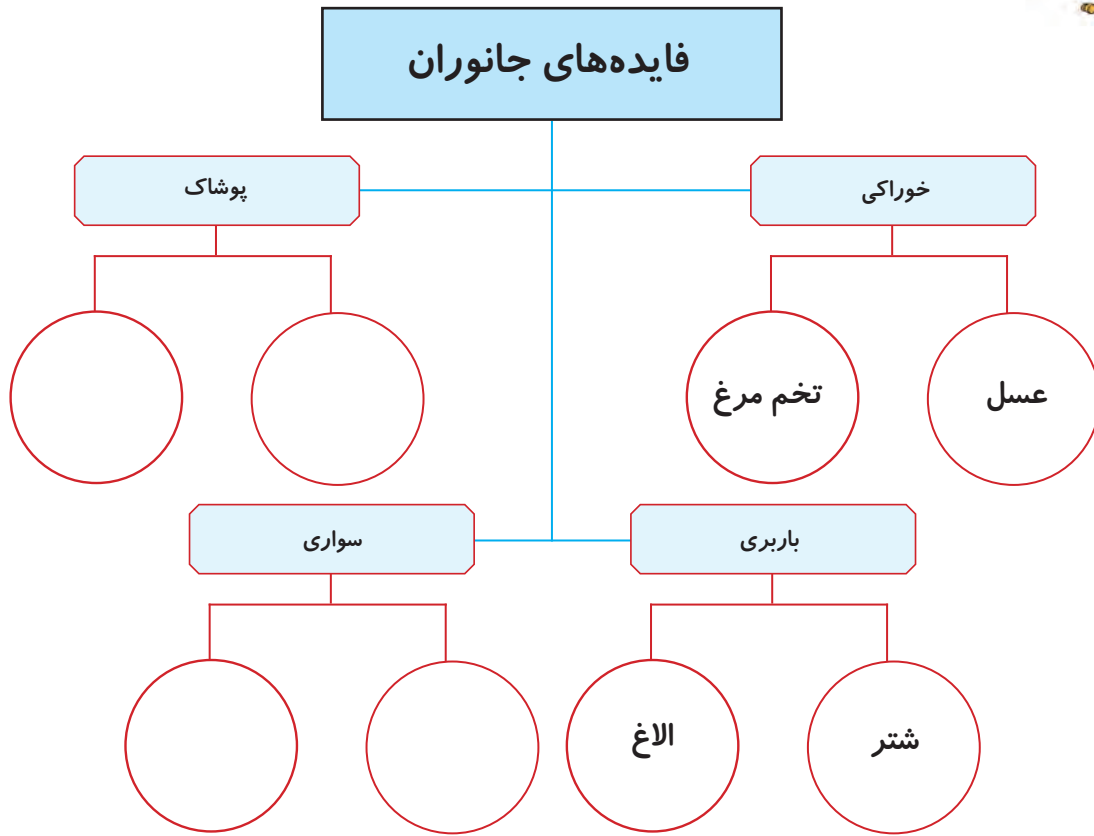 فایده‌های جانوران
خوراکی
پوشاک
عسل
تخم مرغ
باربری
سواری
شتر
الاغ